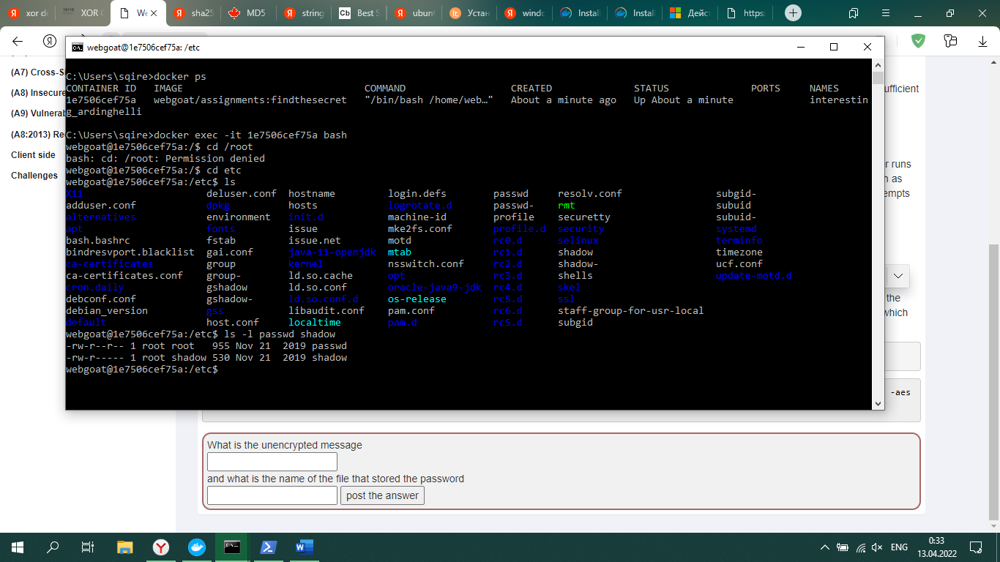 xor de
XOR
We
sha25
MD5
string
Best S
ubunt
Устан
windo
Install
Install
Дейст
https:
webgoat@1e7506cef75a: /etc
(A7) Cross-S
(A8) Insecure
(A9) Vulnerab
(A8:2013) Re
Client side
Challenges
C:\Users\sqire>docker ps
CONTAINER ID   IMAGE                               COMMAND                  CREATED              STATUS              PORTS     NAMES
1e7506cef75a   webgoat/assignments:findthesecret   "/bin/bash /home/web…"   About a minute ago   Up About a minute             interestin
g_ardinghelli
C:\Users\sqire>docker exec -it 1e7506cef75a bash
webgoat@1e7506cef75a:/$ cd /root
bash: cd: /root: Permission denied
webgoat@1e7506cef75a:/$ cd etc
webgoat@1e7506cef75a:/etc$ ls
X11 deluser.conf hostname login.defs passwd resolv.conf subgid-
adduser.conf dpkg hosts logrotate.d passwd- rmt subuid
alternatives environment init.d machine-id profile securetty subuid-
apt fonts issue mke2fs.conf profile.d security systemd
bash.bashrc fstab issue.net motd rc0.d selinux terminfo
bindresvport.blacklist gai.conf java-11-openjdk mtab rc1.d shadow timezone
ca-certificates group kernel nsswitch.conf rc2.d shadow- ucf.conf
ca-certificates.conf group- ld.so.cache opt rc3.d shells update-motd.d
cron.daily gshadow ld.so.conf oracle-java9-jdk rc4.d skel
debconf.conf gshadow- ld.so.conf.d os-release rc5.d ssl
debian_version gss libaudit.conf pam.conf rc6.d staff-group-for-usr-local
default host.conf localtime pam.d rcS.d subgid
webgoat@1e7506cef75a:/etc$ ls -l passwd shadow
-rw-r--r-- 1 root root   955 Nov 21  2019 passwd
-rw-r----- 1 root shadow 530 Nov 21  2019 shadow
webgoat@1e7506cef75a:/etc$
ufficient
r runs
as
empts
the
which
-aes
What is the unencrypted message
and what is the name of the file that stored the password
post the answer
ENG
0:33
13.04.2022